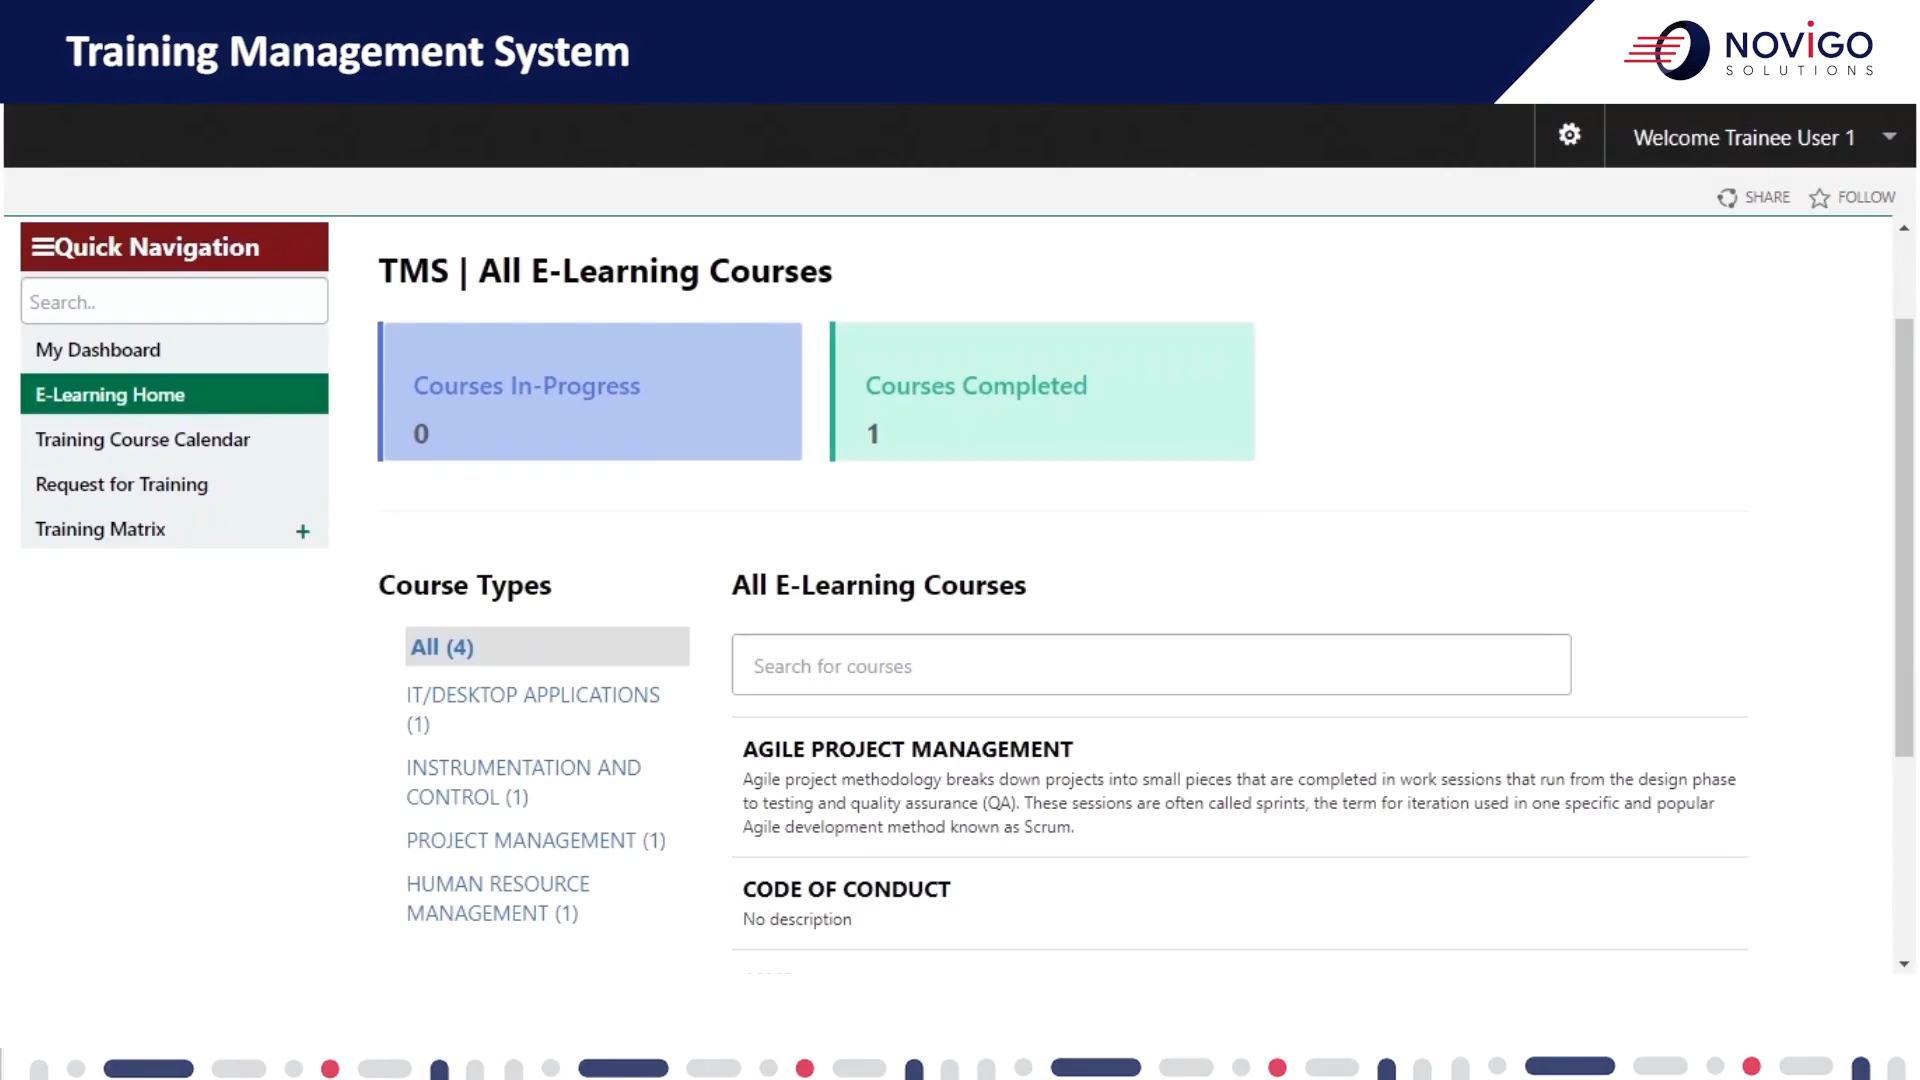 Training Management System
NOVIGO
SOLUTIONS
Welcome Trainee User 1
SHARE
FOLLOW
Quick Navigation
Search..
My Dashboard
E-Learning Home
Training Course Calendar
Request for Training
Training Matrix +
TMS | All E-Learning Courses
Courses In-Progress
0
Courses Completed
1
Course Types
All (4)
IT/DESKTOP APPLICATIONS
(1)
INSTRUMENTATION AND
CONTROL (1)
PROJECT MANAGEMENT (1)
HUMAN RESOURCE
MANAGEMENT (1)
All E-Learning Courses
Search for courses
AGILE PROJECT MANAGEMENT
Agile project methodology breaks down projects into small pieces that are completed in work sessions that run from the design phase
to testing and quality assurance (QA). These sessions are often called sprints, the term for iteration used in one specific and popular
Agile development method known as Scrum.
CODE OF CONDUCT
No description